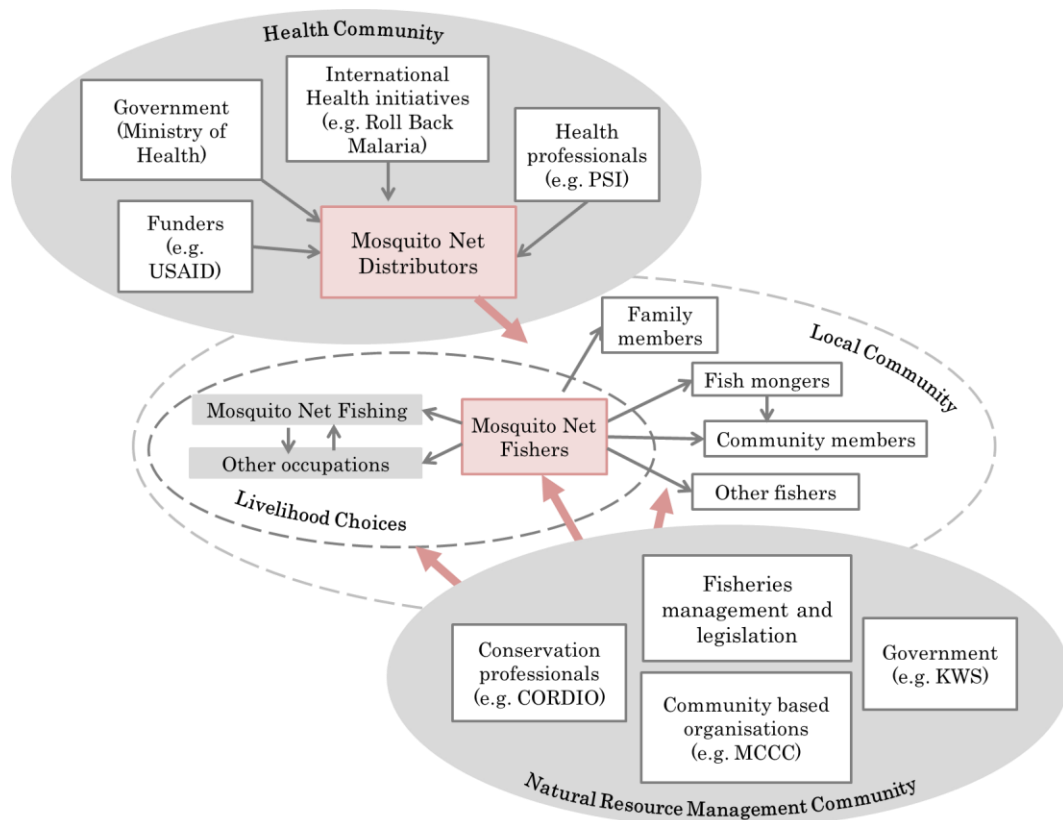 Health Community
Government
(Ministry of
Health)
International
Health initiatives
(e.g. Roll Back
Malaria)
Health
professionals
(e.g. PSI)
Funders
(e.g.
USAID)
Mosquito Net
Distributors
Local Community
Family
members
Fish mongers
Community members
Other fishers
Mosquito Net
Fishers
Mosquito Net Fishing
Other occupations
Livelihood Choices
Fisheries
management and
legislation
Conservation
professionals
(e.g. CORDIO)
Government
(e.g. KWS)
Community based
organisations
(e.g. MCCC)
Natural Resource Management Community